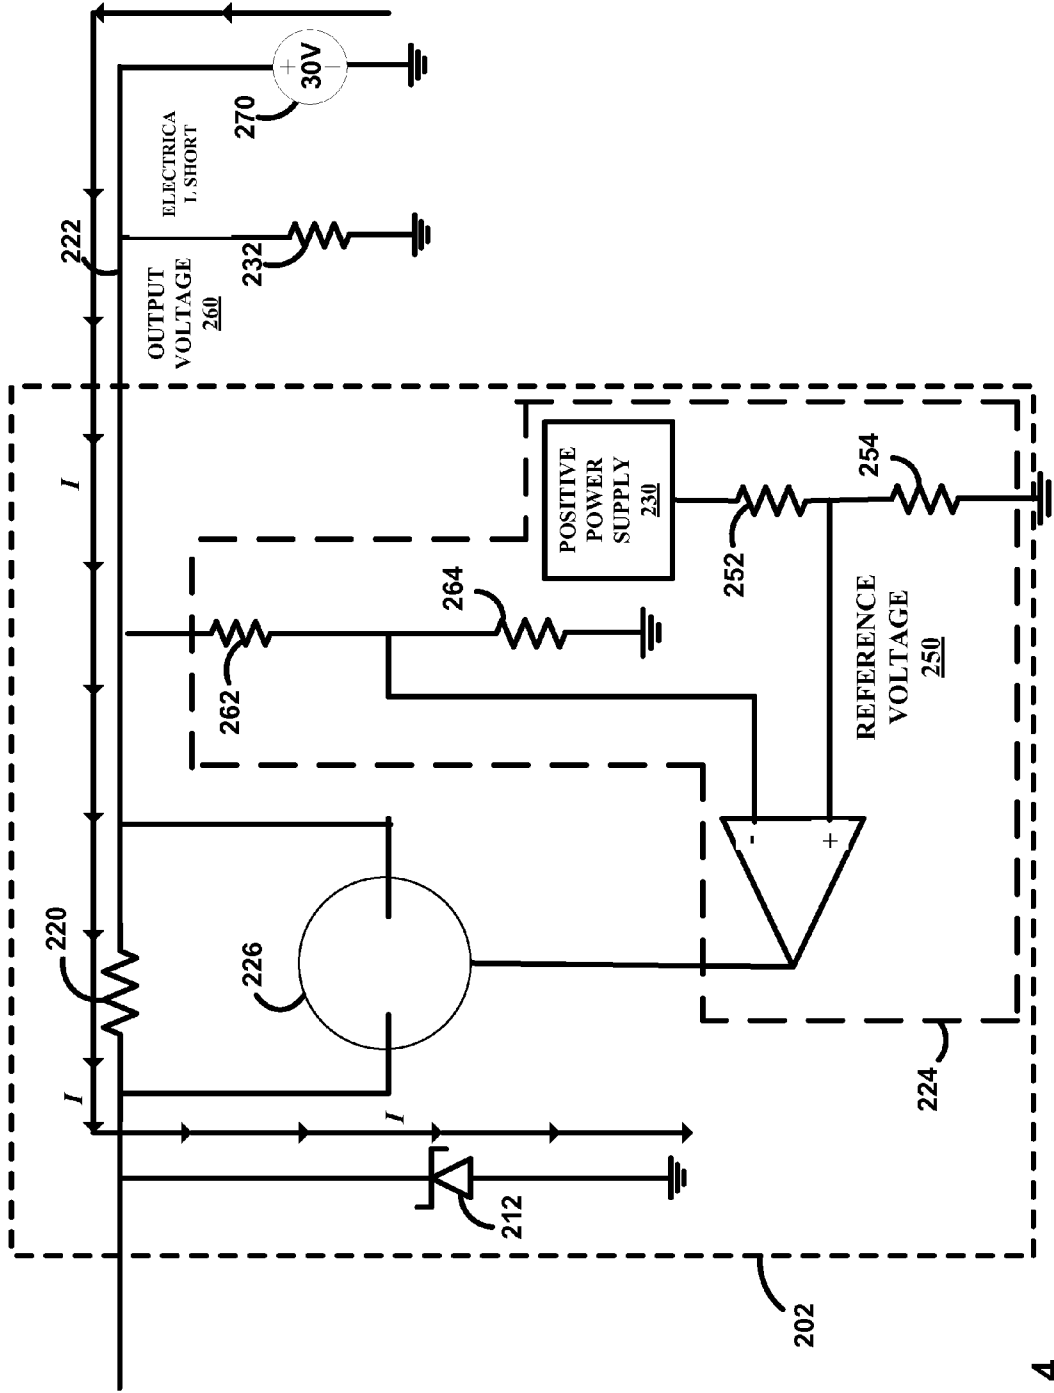 I
I
I
220
222
226
212
262
264
OUTPUT
VOLTAGE
260
ELECTRICA
L SHORT
232
270
+
30V
−
POSITIVE
POWER
SUPPLY
230
252
254
REFERENCE
VOLTAGE
250
-
+
224
202
4